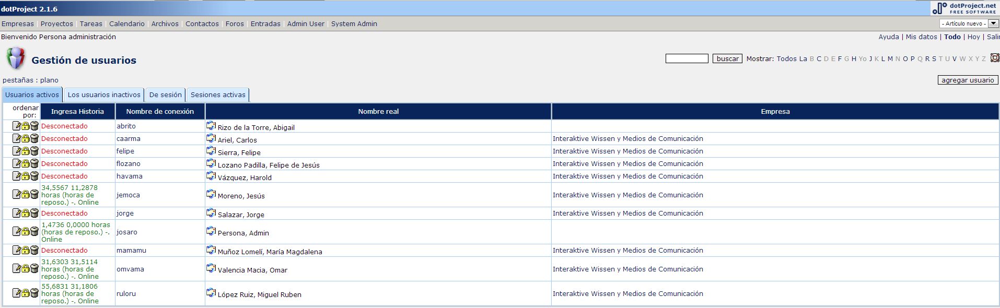 dotProject 2.1.6
dotProject.net
FREE SOFTWARE
Empresas | Proyectos | Tareas | Calendario | Archivos | Contactos | Foros | Entradas | Admin User | System Admin
- Artículo nuevo -
Bienvenido Persona administración
Ayuda | Mis datos | Todo | Hoy | Salir
Gestión de usuarios
buscar Mostrar: Todos La B C D E F G H Yo J K L M N O P Q R S T U V W X Y Z
pestañas : plano
agregar usuario
Usuarios activos Los usuarios inactivos De sesión Sesiones activas
ordenar por: Ingresa Historia Nombre de conexión Nombre real Empresa
Desconectado abrito Rizo de la Torre, Abigail
Desconectado caarma Ariel, Carlos Interaktive Wissen y Medios de Comunicación
Desconectado felipe Sierra, Felipe Interaktive Wissen y Medios de Comunicación
Desconectado flozano Lozano Padilla, Felipe de Jesús Interaktive Wissen y Medios de Comunicación
Desconectado havama Vázquez, Harold Interaktive Wissen y Medios de Comunicación
34,5567 11,2878
horas (horas de
reposo.) -. Online jemoca Moreno, Jesús Interaktive Wissen y Medios de Comunicación
Desconectado jorge Salazar, Jorge Interaktive Wissen y Medios de Comunicación
1,4736 0,0000 horas
(horas de reposo.) -.
Online josaro Persona, Admin
Desconectado mamamu Muñoz Lomelí, María Magdalena Interaktive Wissen y Medios de Comunicación
31,6303 31,5114
horas (horas de
reposo.) -. Online omvama Valencia Macia, Omar Interaktive Wissen y Medios de Comunicación
55,6831 31,1806
horas (horas de
reposo.) -. Online ruloru López Ruiz, Miguel Ruben Interaktive Wissen y Medios de Comunicación